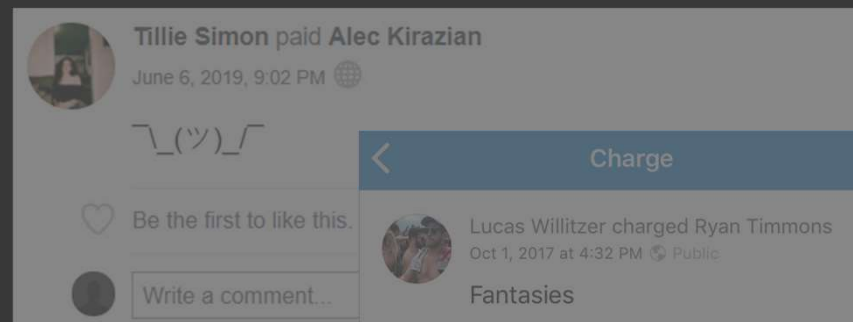 Tillie Simon paid Alec Kirazian
June 6, 2019, 9:02 PM
¯\_(ツ)_/¯
Be the first to like this.
Write a comment...
Charge
Lucas Willitzer charged Ryan Timmons
Oct 1, 2017 at 4:32 PM Public
Fantasies